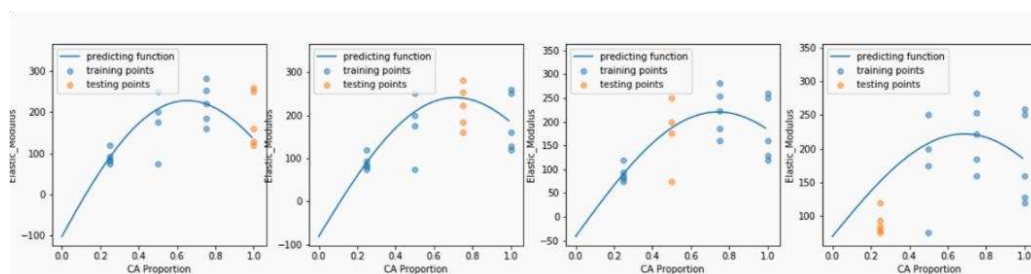 predicting function
training points
testing points
Elastic_Modulus
300
200
100
0
−100
0.0 0.2 0.4 0.6 0.8 1.0
CA Proportion
predicting function
training points
testing points
Elastic_Modulus
300
200
100
0
−100
0.0 0.2 0.4 0.6 0.8 1.0
CA Proportion
predicting function
training points
testing points
Elastic_Modulus
350
300
250
200
150
100
50
0
−50
0.0 0.2 0.4 0.6 0.8 1.0
CA Proportion
predicting function
training points
testing points
Elastic_Modulus
350
300
250
200
150
100
0.0 0.2 0.4 0.6 0.8 1.0
CA Proportion